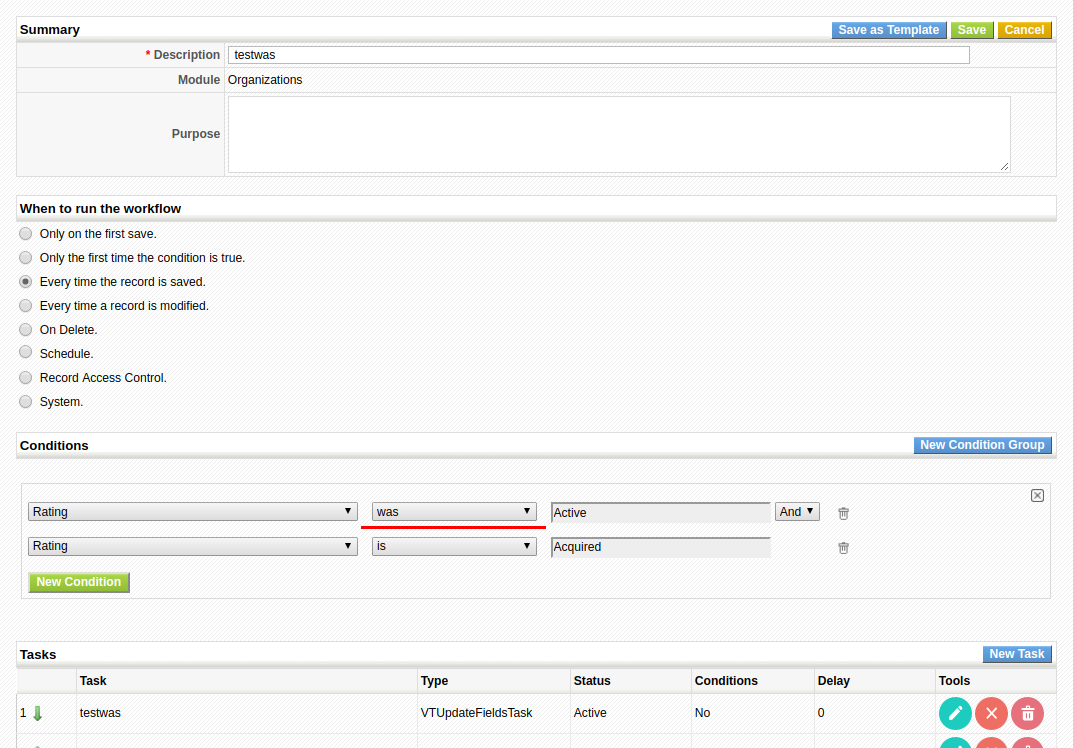 Summary Save as Template Save Cancel
* Description testwas
Module Organizations
Purpose
When to run the workflow
Only on the first save.
Only the first time the condition is true.
Every time the record is saved.
Every time a record is modified.
On Delete.
Schedule.
Record Access Control.
System.
Conditions New Condition Group
Rating was Active And
Rating is Acquired
New Condition
Tasks New Task
Task Type Status Conditions Delay Tools
1 testwas VTUpdateFieldsTask Active No 0